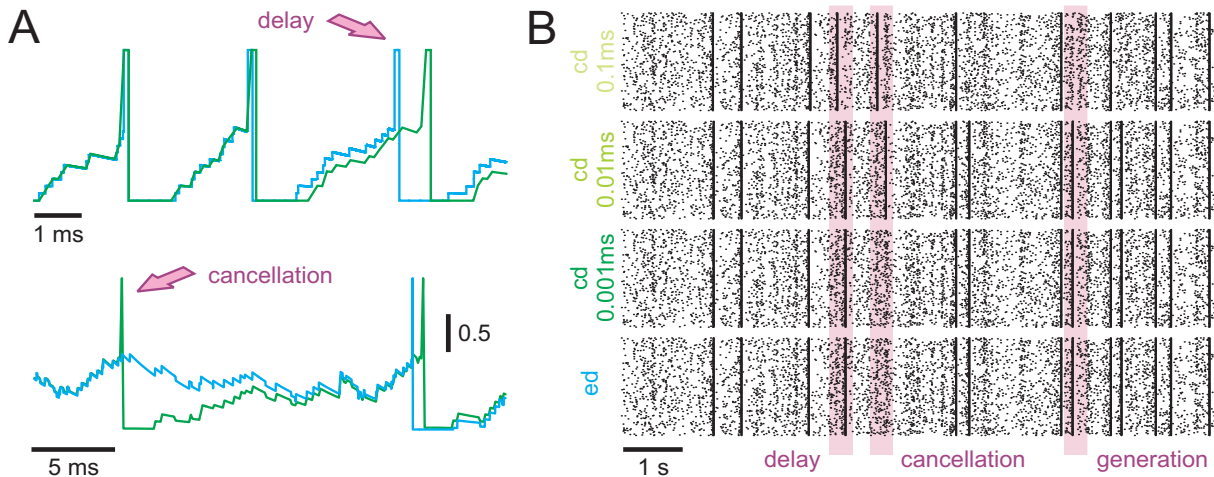 A
delay
1 ms
cancellation
0.5
5 ms
B
cd
0.1ms
cd
0.01ms
cd
0.001ms
ed
1 s
delay
cancellation
generation